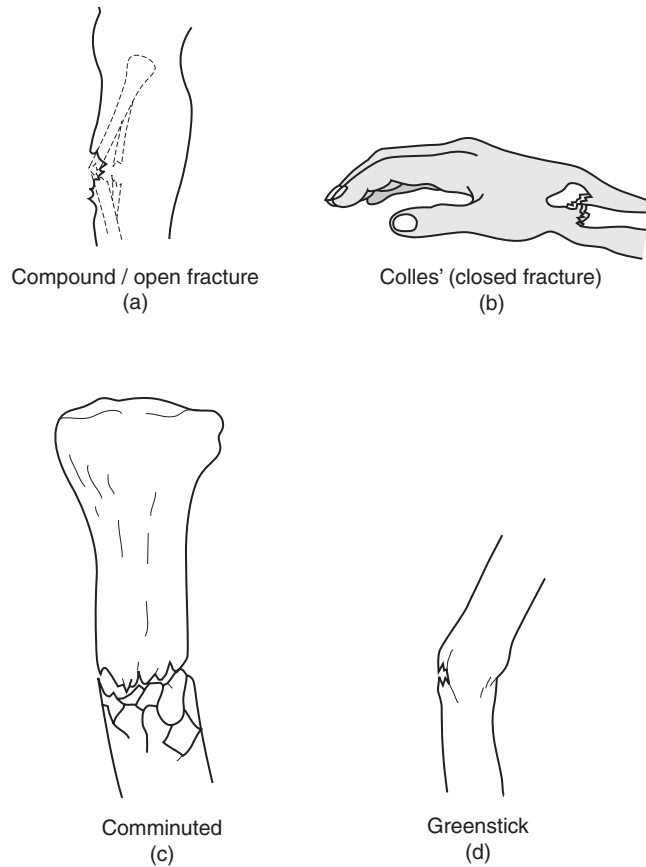 Compound / open fracture
(a)
Colles’ (closed fracture)
(b)
Comminuted
(c)
Greenstick
(d)